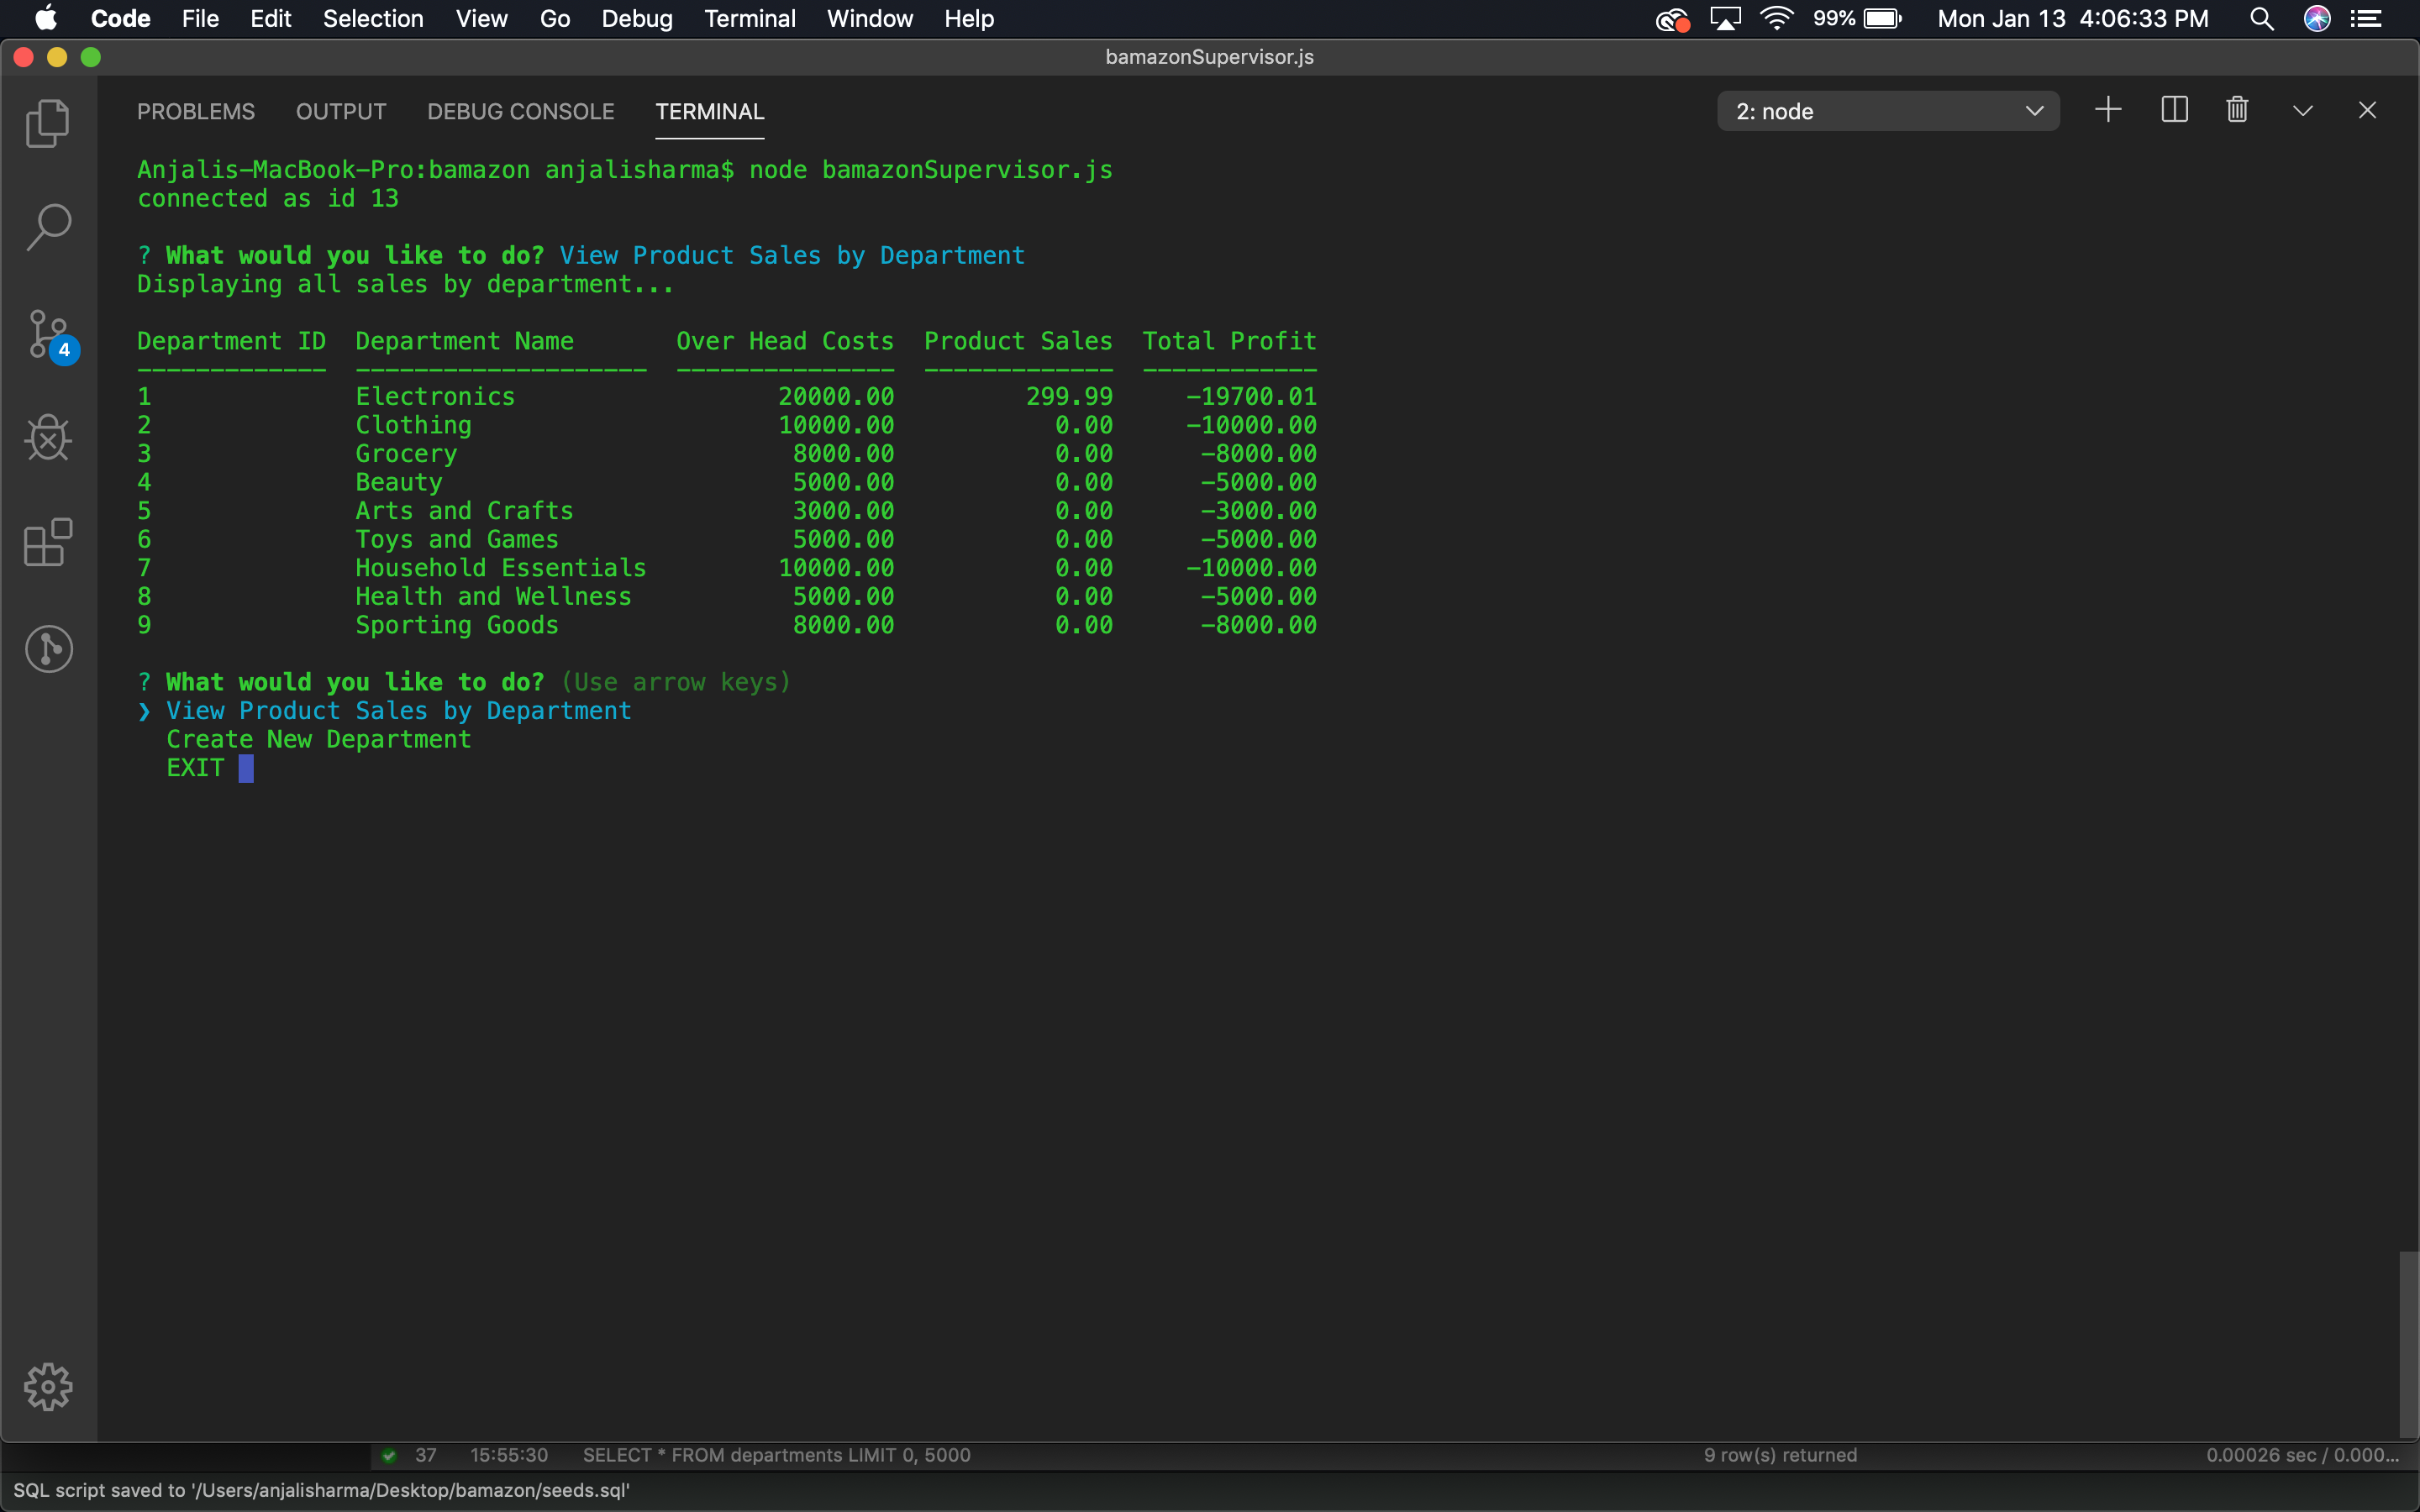 Code File Edit Selection View Go Debug Terminal Window Help 99% Mon Jan 13 4:06:33 PM
bamazonSupervisor.js
PROBLEMS OUTPUT DEBUG CONSOLE TERMINAL 2: node
Anjalis-MacBook-Pro:bamazon anjalisharma$ node bamazonSupervisor.js
connected as id 13
? What would you like to do? View Product Sales by Department
Displaying all sales by department...
Department ID  Department Name       Over Head Costs  Product Sales  Total Profit
-------------  --------------------  ---------------  -------------  ------------
1              Electronics                  20000.00         299.99     -19700.01
2              Clothing                     10000.00           0.00     -10000.00
3              Grocery                       8000.00           0.00      -8000.00
4              Beauty                        5000.00           0.00      -5000.00
5              Arts and Crafts               3000.00           0.00      -3000.00
6              Toys and Games                5000.00           0.00      -5000.00
7              Household Essentials         10000.00           0.00     -10000.00
8              Health and Wellness           5000.00           0.00      -5000.00
9              Sporting Goods                8000.00           0.00      -8000.00
? What would you like to do? (Use arrow keys)
❯ View Product Sales by Department
Create New Department
EXIT
4
37 15:55:30 SELECT * FROM departments LIMIT 0, 5000 9 row(s) returned 0.00026 sec / 0.000...
SQL script saved to '/Users/anjalisharma/Desktop/bamazon/seeds.sql'